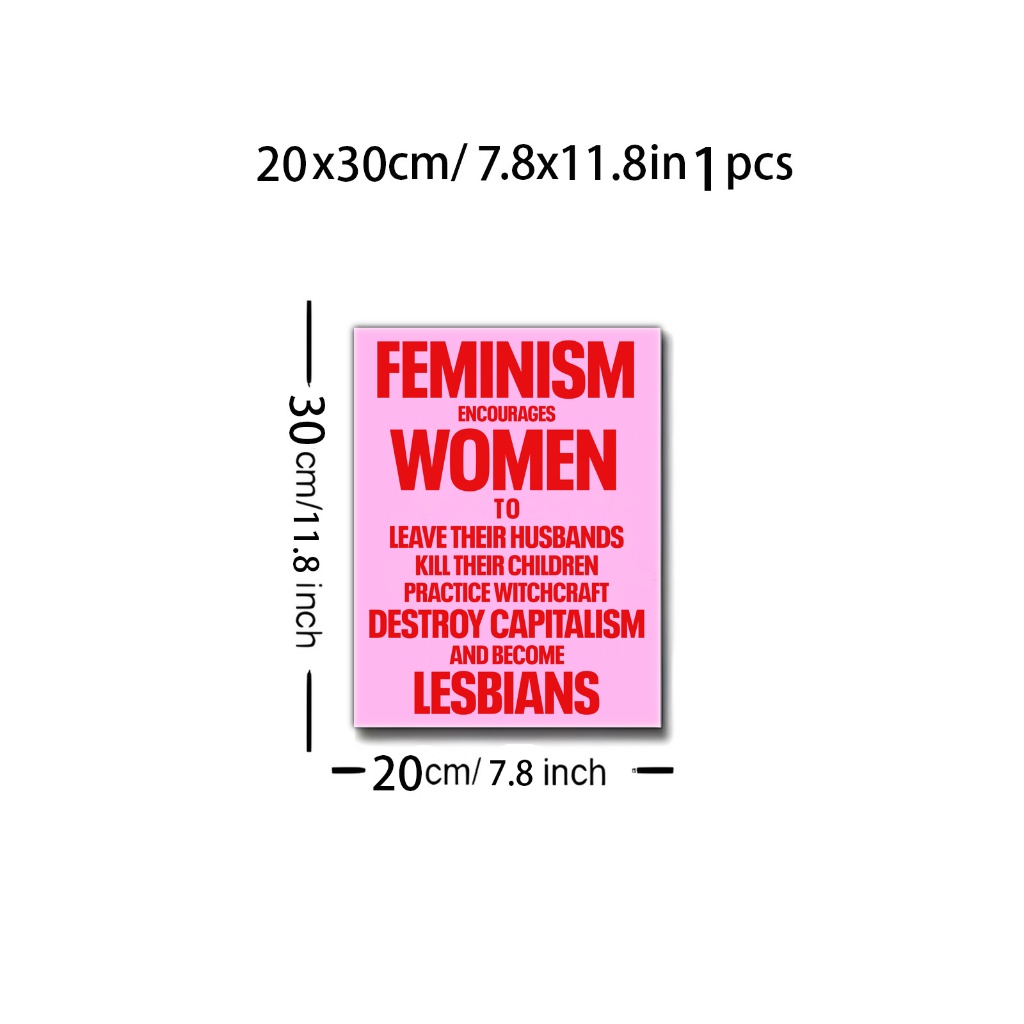 20x30cm/ 7.8x11.8in 1 pcs
FEMINISM
ENCOURAGES
WOMEN
TO
LEAVE THEIR HUSBANDS
KILL THEIR CHILDREN
PRACTICE WITCHCRAFT
DESTROY CAPITALISM
AND BECOME
LESBIANS
30cm/11.8 inch
20cm/ 7.8 inch